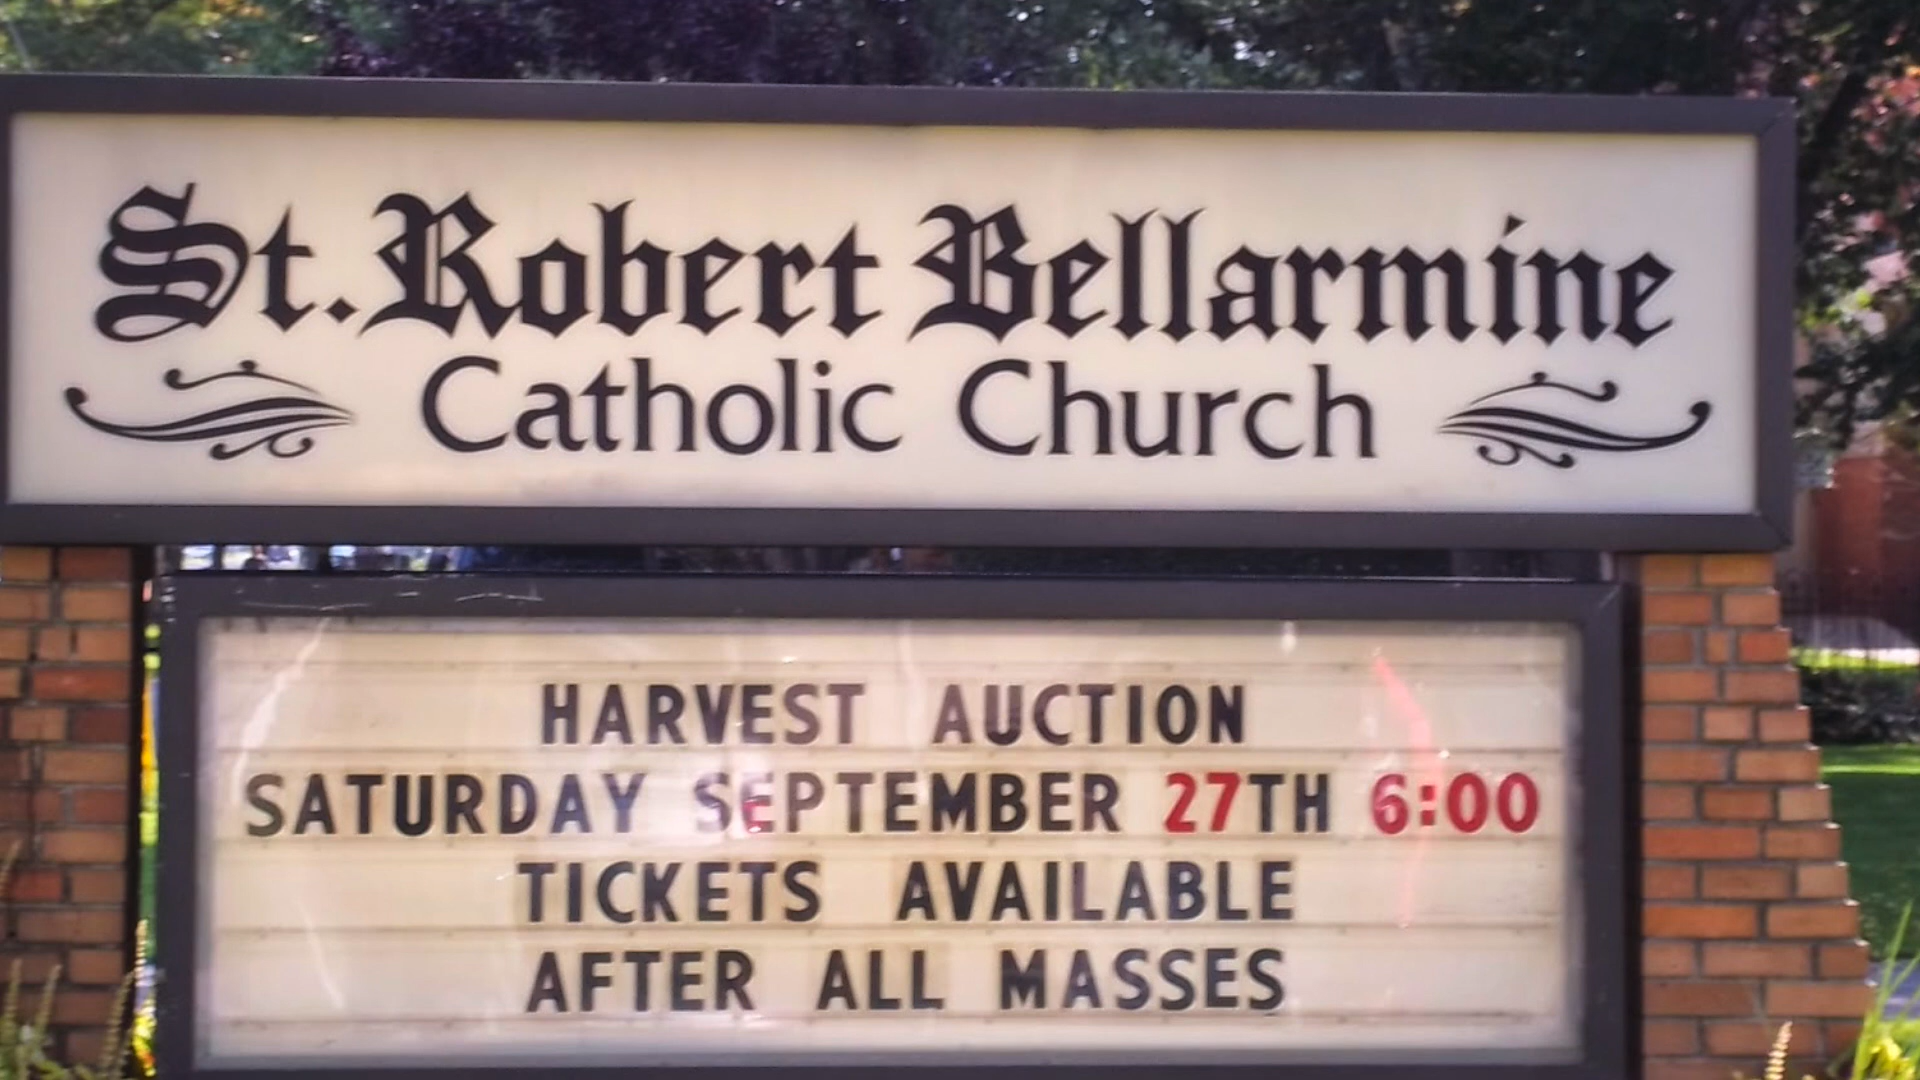 St. Robert Bellarmine
Catholic Church
HARVEST AUCTION
SATURDAY SEPTEMBER 27TH 6:00
TICKETS AVAILABLE
AFTER ALL MASSES